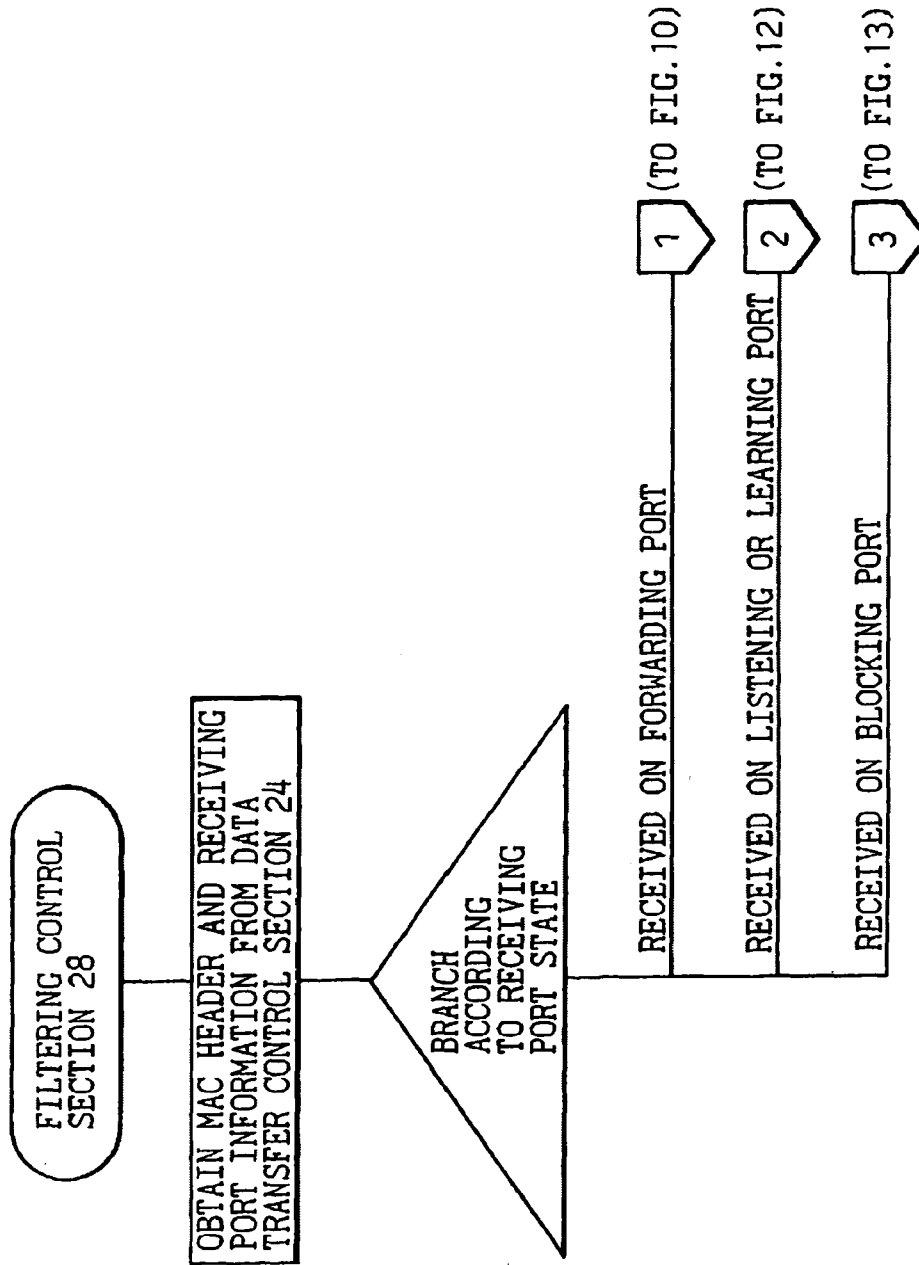 FILTERING CONTROL
SECTION 28
OBTAIN MAC HEADER AND RECEIVING
PORT INFORMATION FROM DATA
TRANSFER CONTROL SECTION 24
BRANCH
ACCORDING
TO RECEIVING
PORT STATE
RECEIVED ON FORWARDING PORT
1
(TO FIG.10)
RECEIVED ON LISTENING OR LEARNING PORT
2
(TO FIG.12)
RECEIVED ON BLOCKING PORT
3
(TO FIG.13)